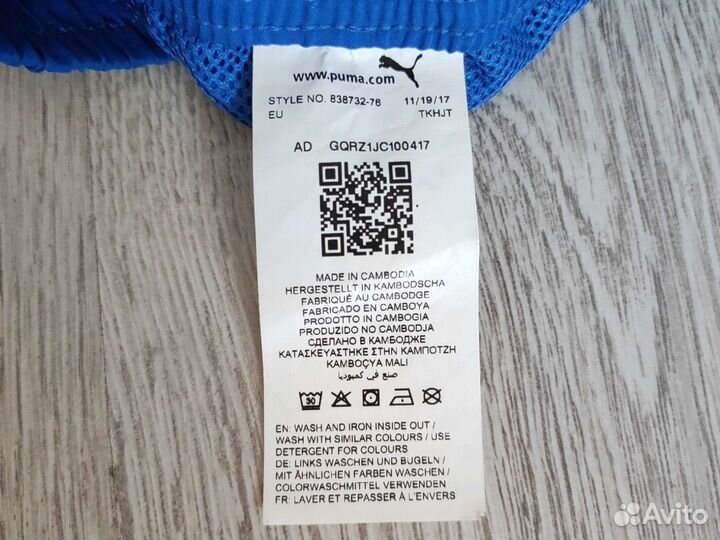 www.puma.com
STYLE NO. 838732-76 11/19/17
EU TKHJT
AD GQRZ1JC100417
MADE IN CAMBODIA
HERGESTELLT IN KAMBODSCHA
FABRIQUÉ AU CAMBODGE
FABRICADO EN CAMBOYA
PRODOTTO IN CAMBOGIA
PRODUZIDO NO CAMBODJA
СДЕЛАНО В КАМБОДЖЕ
ΚΑΤΑΣΚΕΥΑΣΤΗΚΕ ΣΤΗΝ ΚΑΜΠΟΤΖΗ
KAMBOÇYA MALI
صنع في كمبوديا
30
EN: WASH AND IRON INSIDE OUT /
WASH WITH SIMILAR COLOURS / USE
DETERGENT FOR COLOURS
DE: LINKS WASCHEN UND BUGELN /
MIT ÄHNLICHEN FARBEN WASCHEN /
COLORWASCHMITTEL VERWENDEN
FR: LAVER ET REPASSER À L'ENVERS
Avito